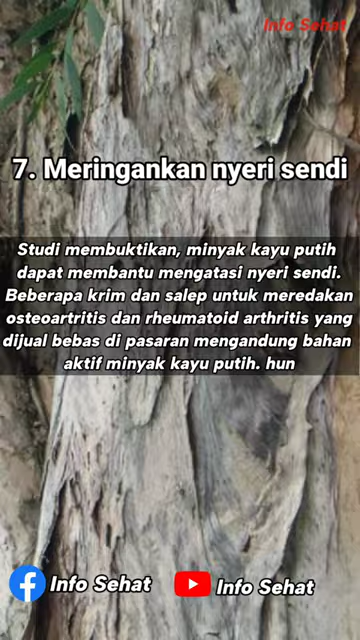 Info Sehat
7. Meringankan nyeri sendi
Studi membuktikan, minyak kayu putih
dapat membantu mengatasi nyeri sendi.
Beberapa krim dan salep untuk meredakan
osteoartritis dan rheumatoid arthritis yang
dijual bebas di pasaran mengandung bahan
aktif minyak kayu putih. hun
Info Sehat
Info Sehat